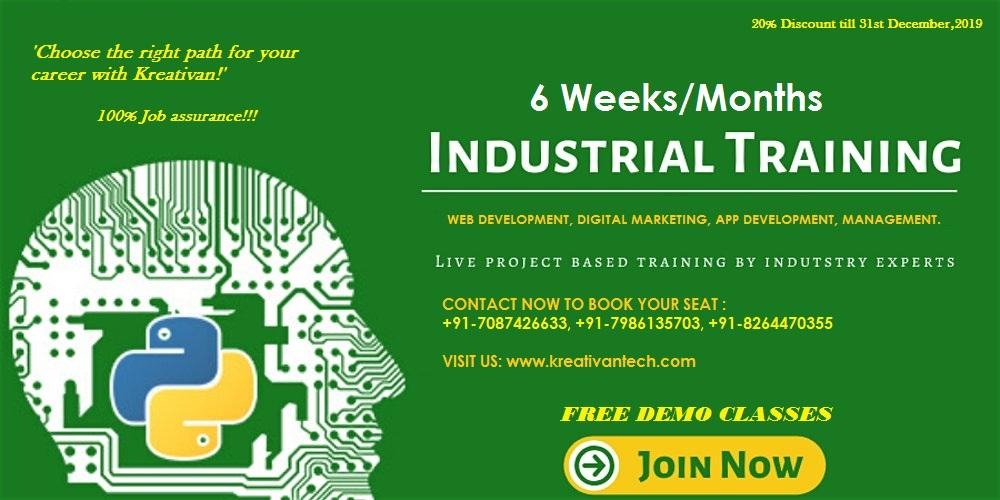 20% Discount till 31st December,2019
'Choose the right path for your
career with Kreativan!'
100% Job assurance!!!
6 Weeks/Months
Industrial Training
WEB DEVELOPMENT, DIGITAL MARKETING, APP DEVELOPMENT, MANAGEMENT.
Live project based training by indutstry experts
CONTACT NOW TO BOOK YOUR SEAT :
+91-7087426633, +91-7986135703, +91-8264470355
VISIT US: www.kreativantech.com
FREE DEMO CLASSES
Join Now